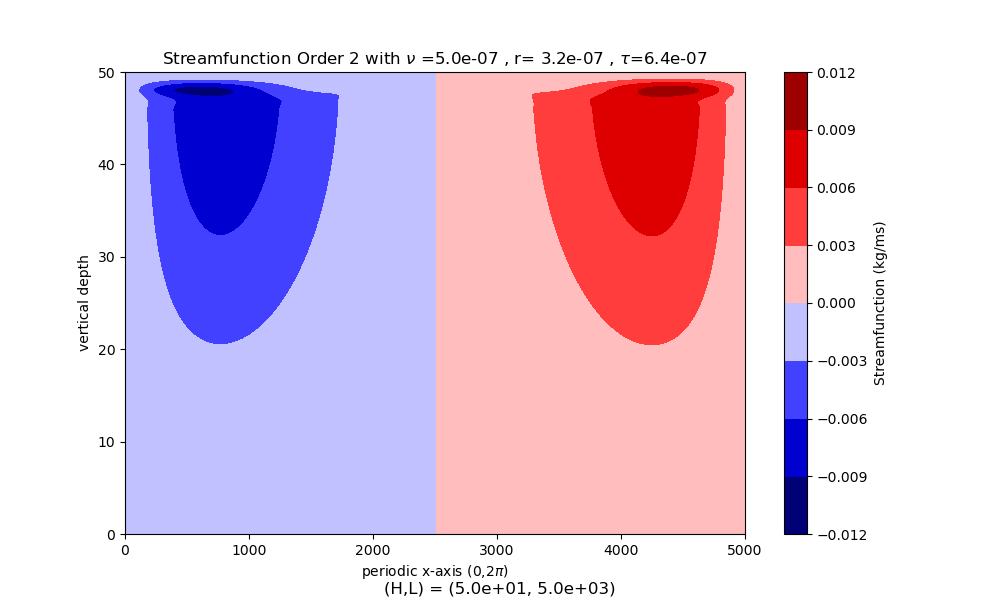 Streamfunction Order 2 with ν =5.0e-07 , r= 3.2e-07 , τ=6.4e-07
50
40
30
20
10
0
vertical depth
0 1000 2000 3000 4000 5000
periodic x-axis (0,2π)
(H,L) = (5.0e+01, 5.0e+03)
0.012
0.009
0.006
0.003
0.000
−0.003
−0.006
−0.009
−0.012
Streamfunction (kg/ms)